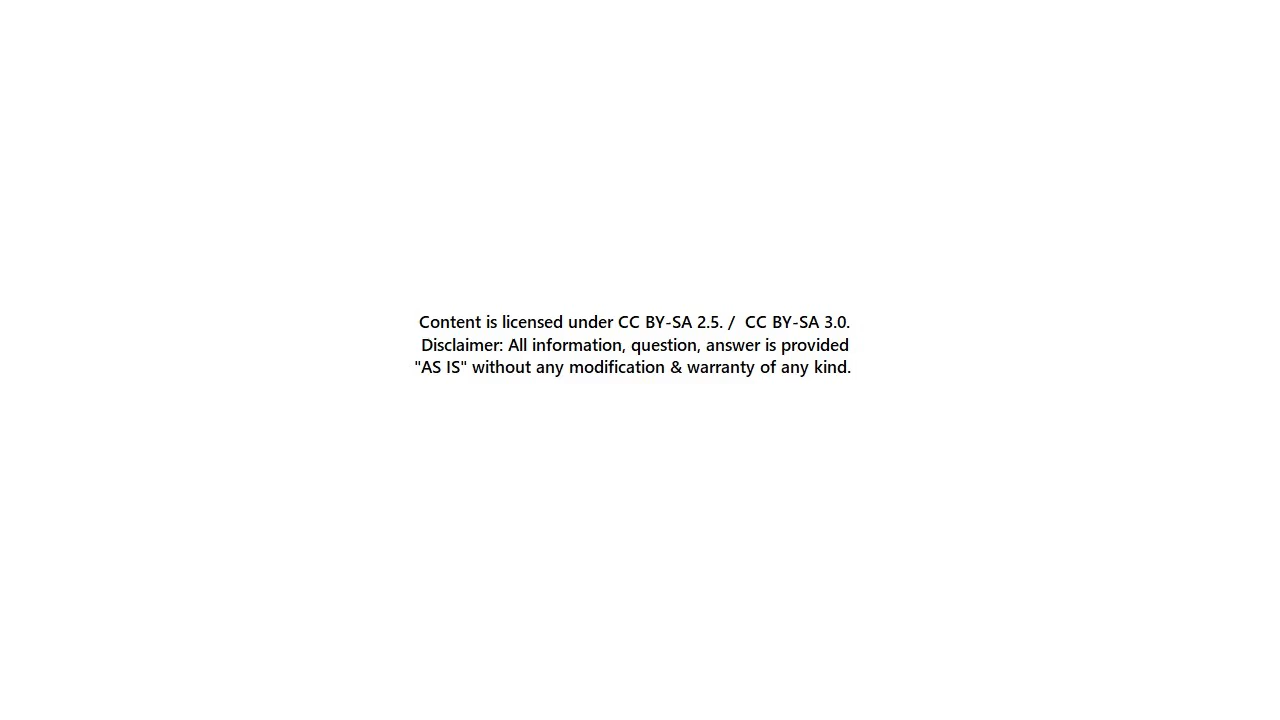 Content is licensed under CC BY-SA 2.5. /  CC BY-SA 3.0.
Disclaimer: All information, question, answer is provided
"AS IS" without any modification & warranty of any kind.